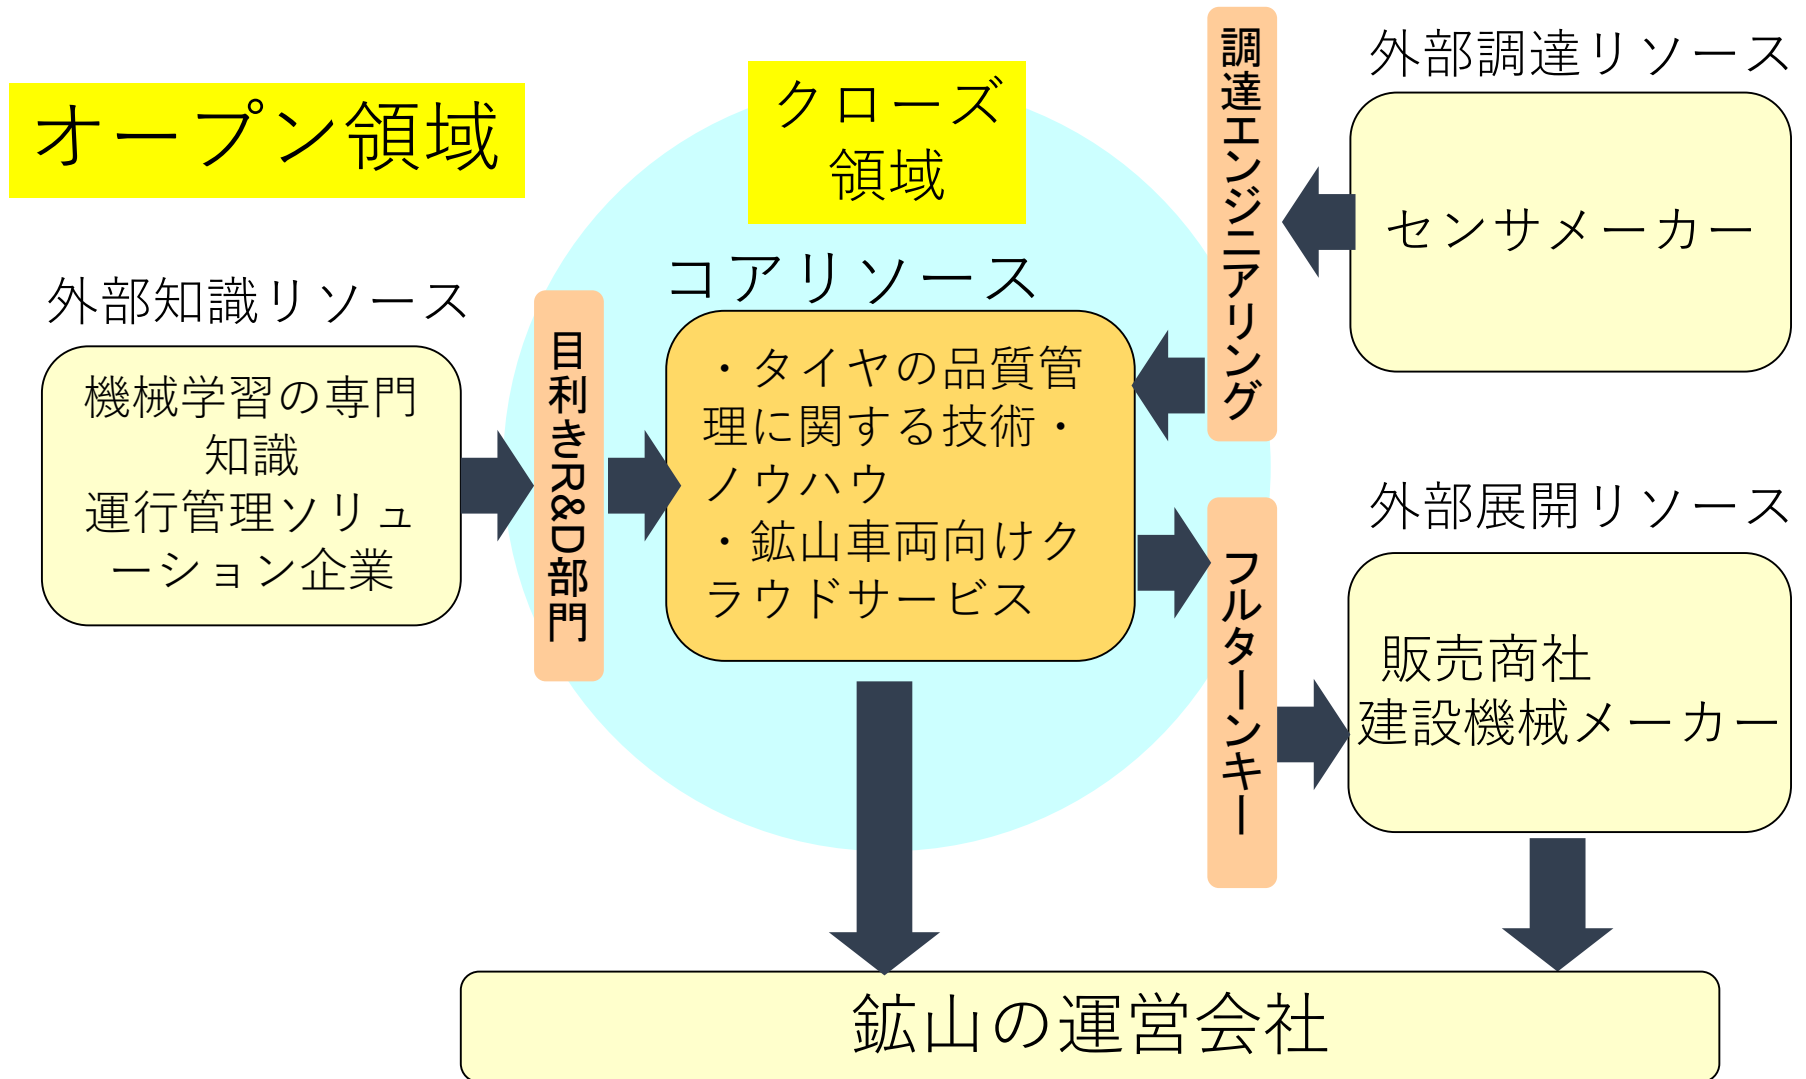 オープン領域
クローズ
領域
外部知識リソース
機械学習の専門
知識
運行管理ソリュ
ーション企業
目利きR&D部門
コアリソース
・タイヤの品質管
理に関する技術・
ノウハウ
・鉱山車両向けク
ラウドサービス
調達エンジニアリング
外部調達リソース
センサメーカー
フルターンキー
外部展開リソース
販売商社
建設機械メーカー
鉱山の運営会社